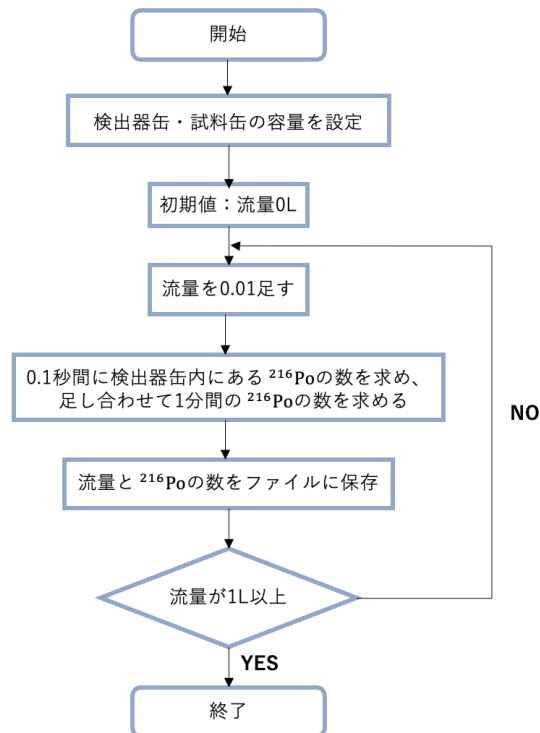 開始
検出器缶・試料缶の容量を設定
初期値：流量0L
流量を0.01足す
0.1秒間に検出器缶内にある ²¹⁶Poの数を求め、
足し合わせて1分間の ²¹⁶Poの数を求める
NO
流量と ²¹⁶Poの数をファイルに保存
流量が1L以上
YES
終了